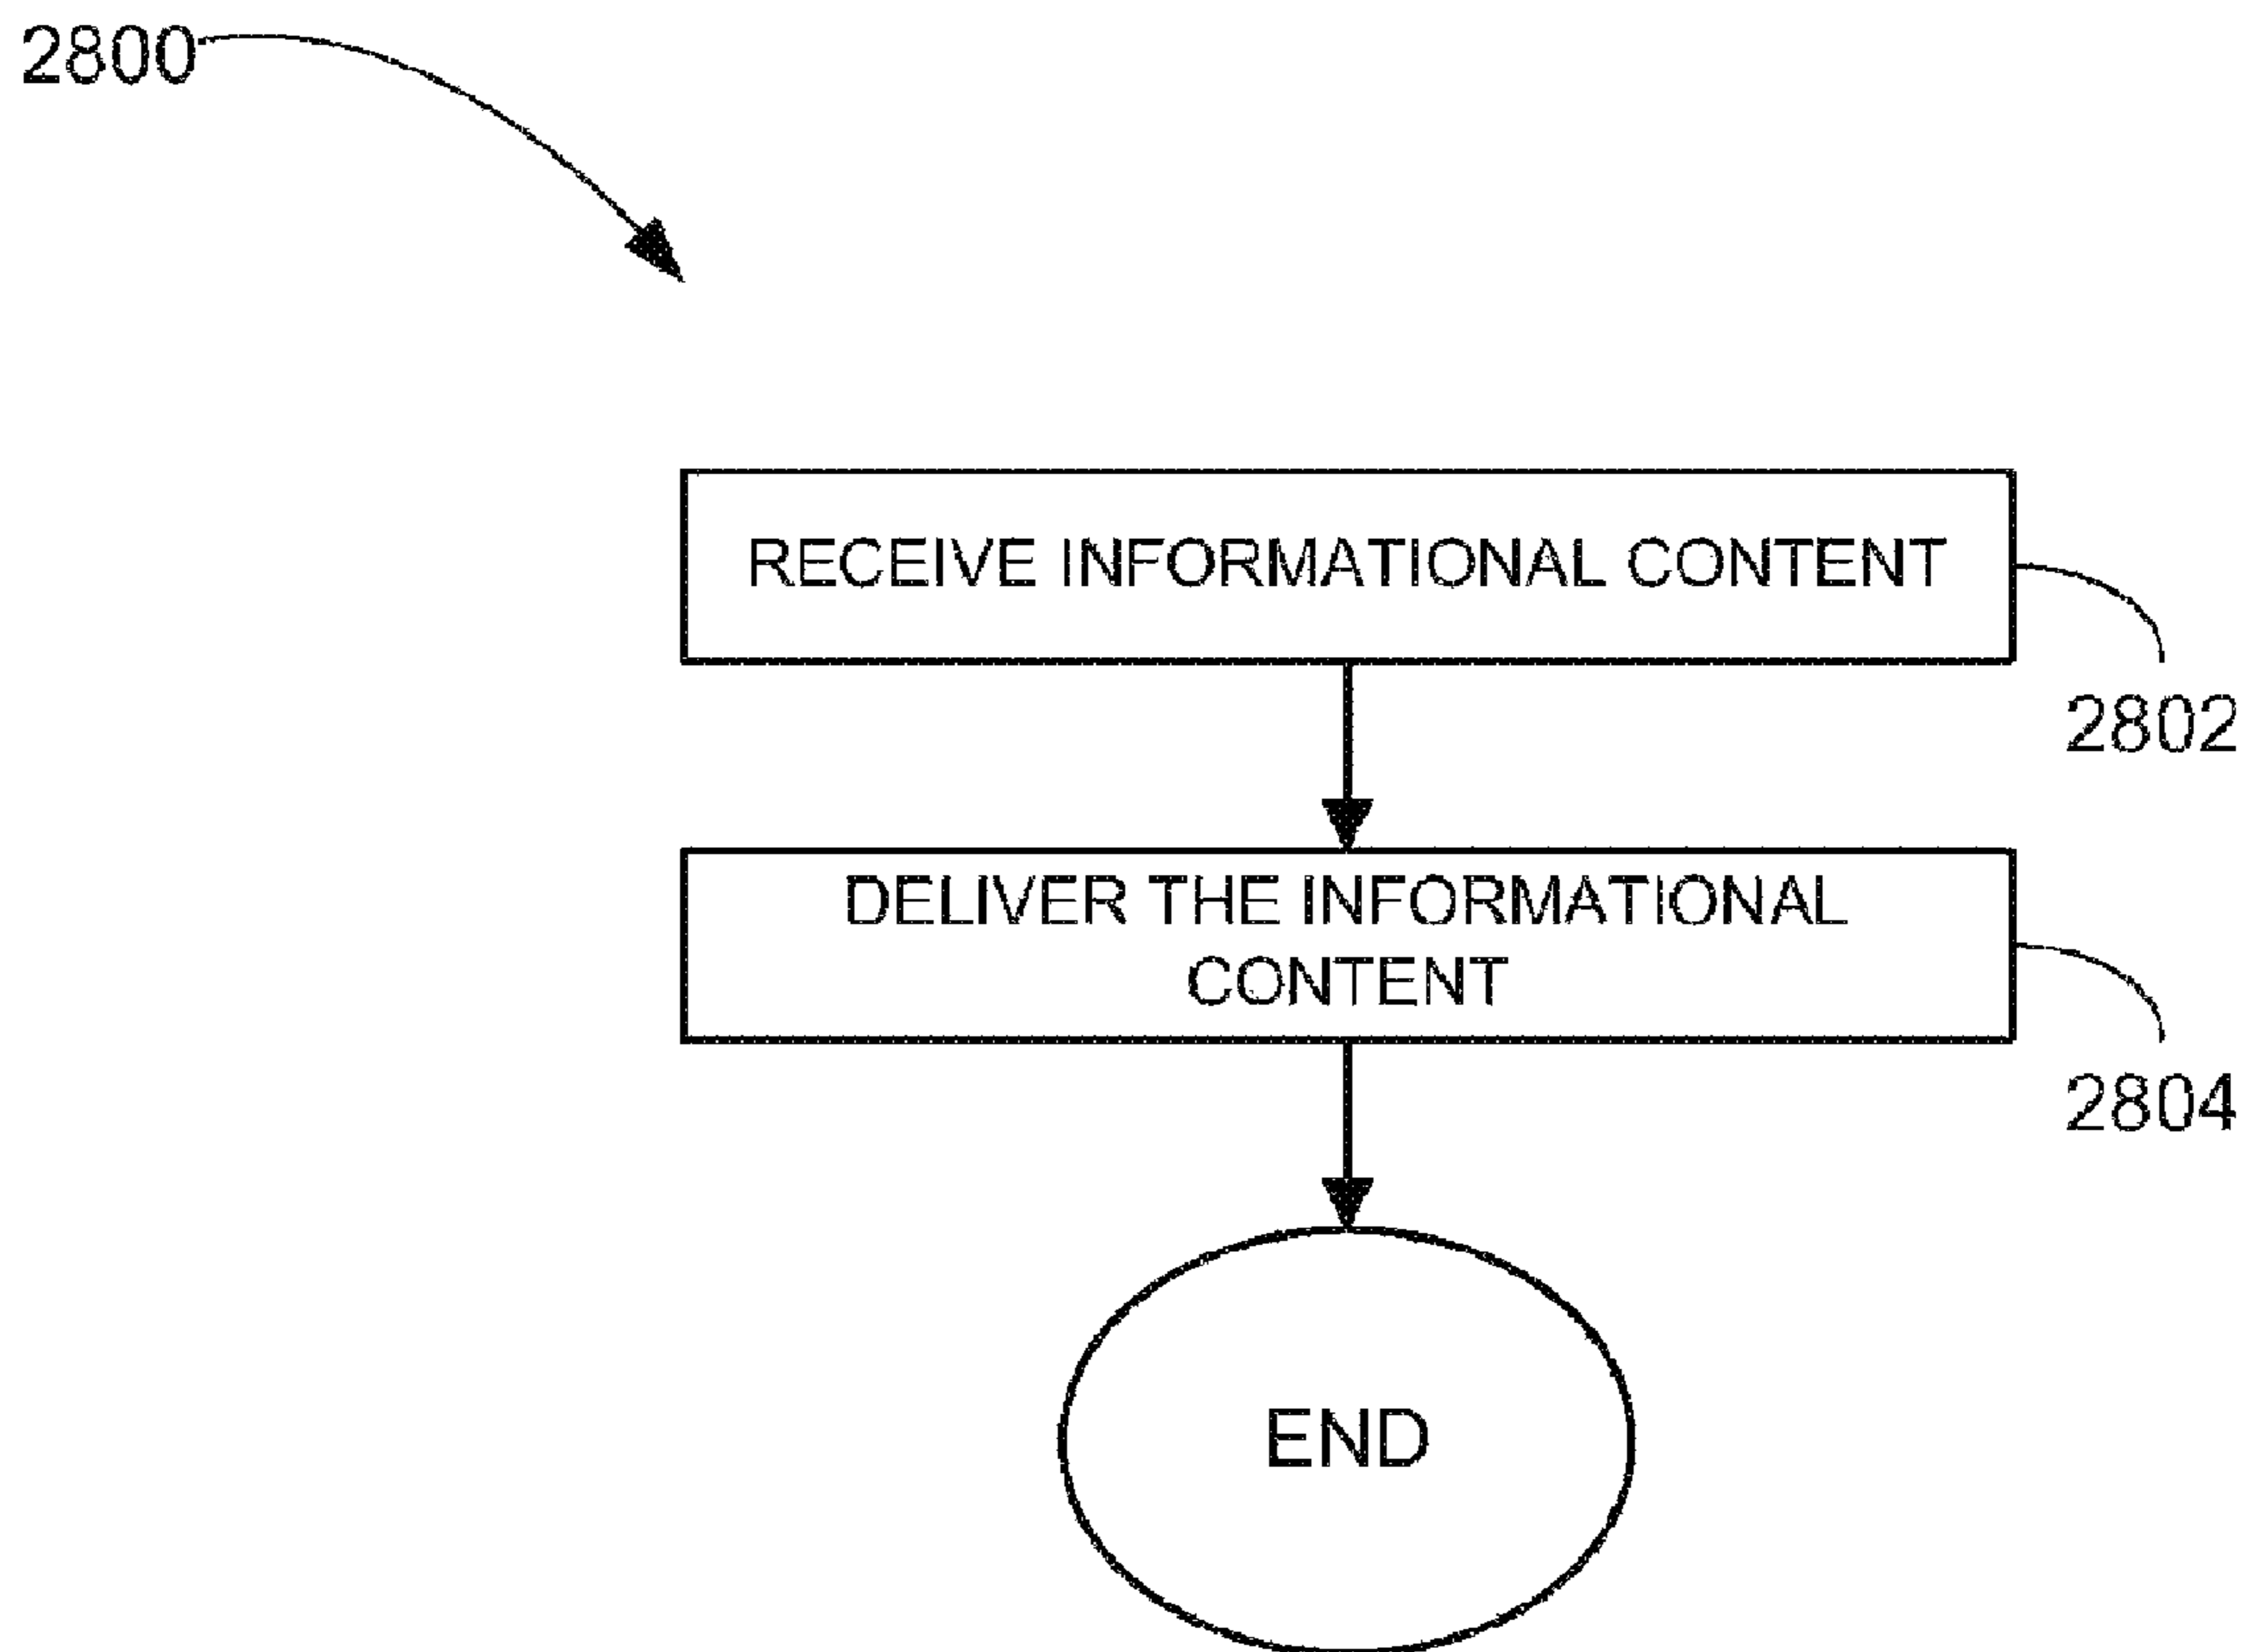 2800
RECEIVE INFORMATIONAL CONTENT
2802
DELIVER THE INFORMATIONAL
CONTENT
2804
END